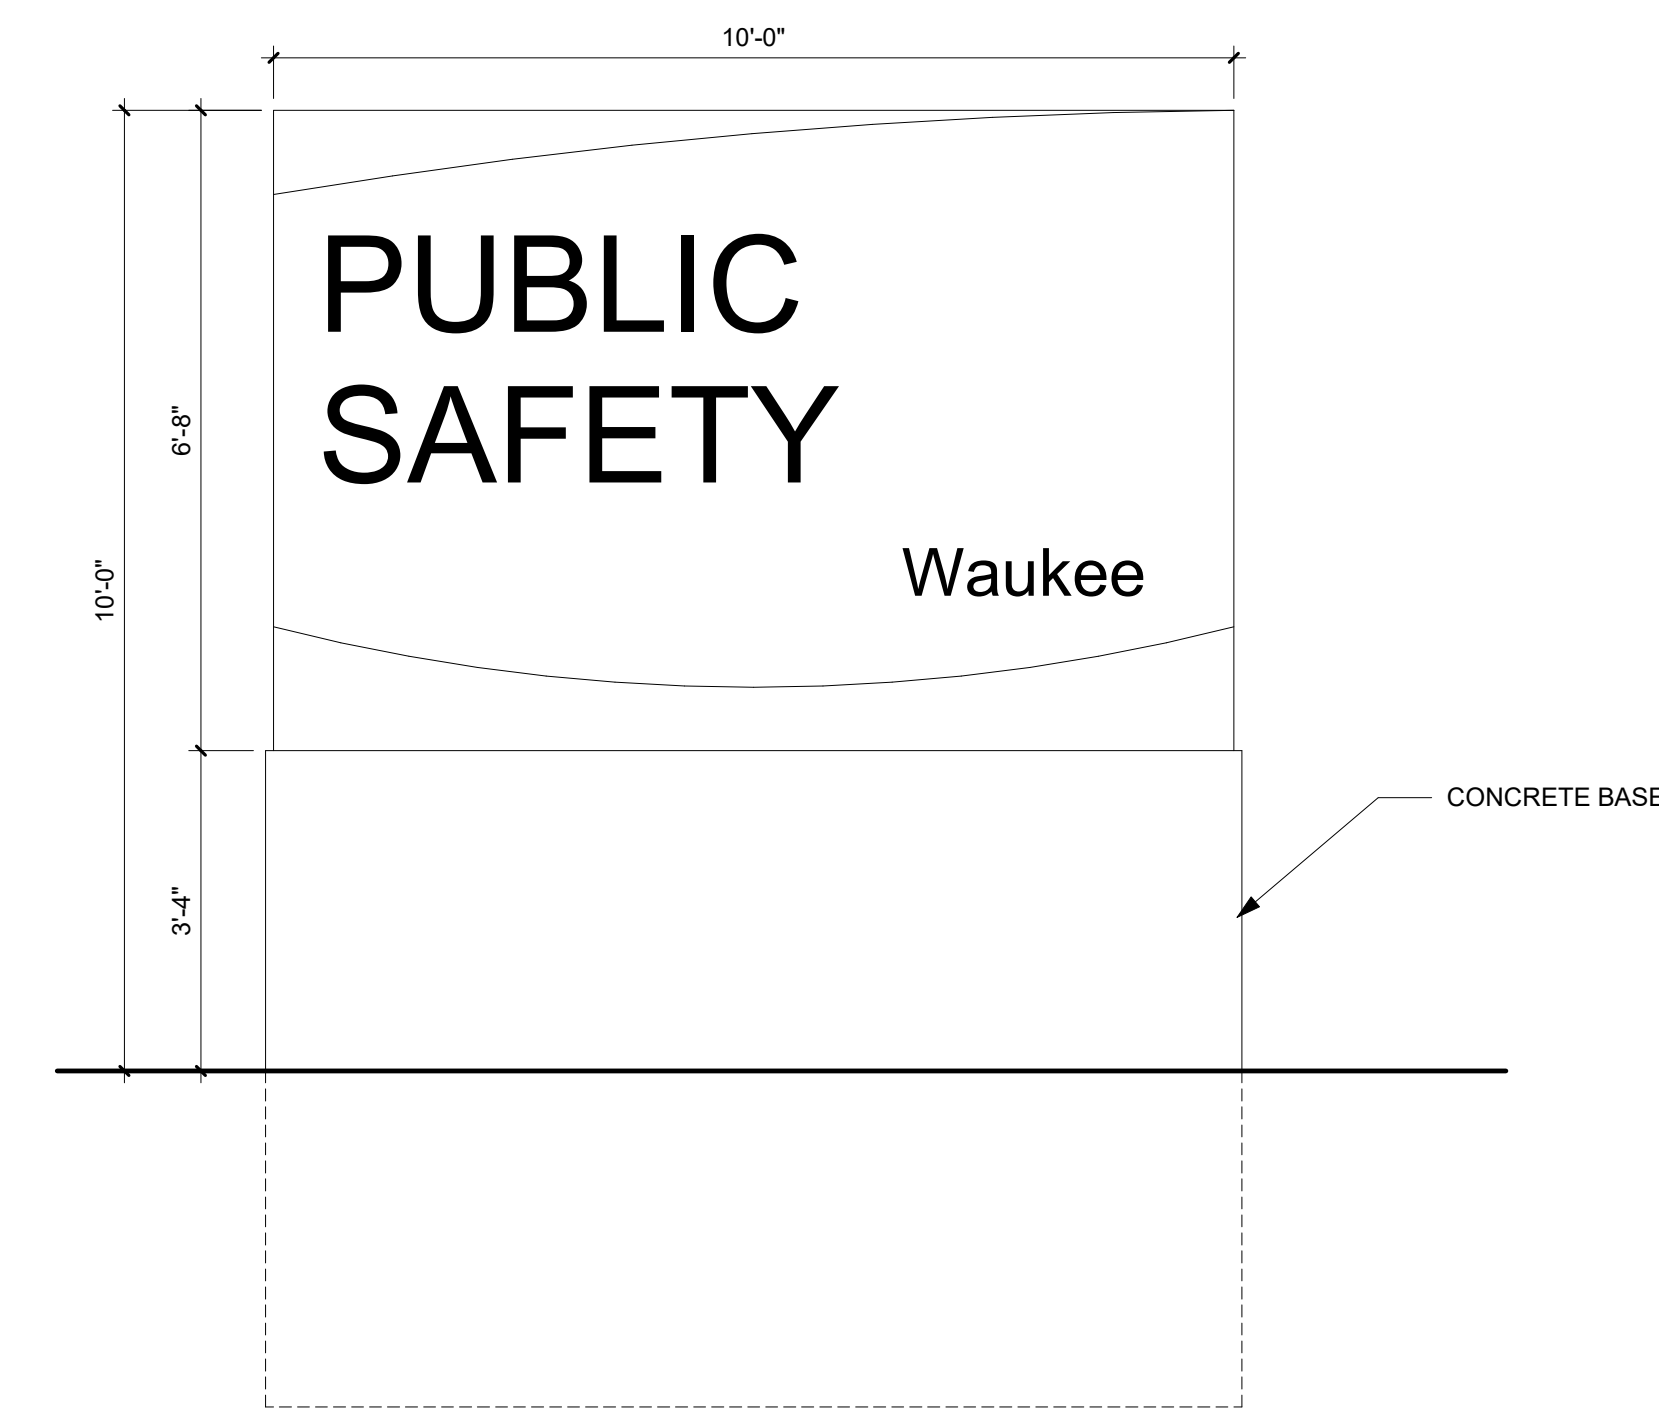 10'-0"
PUBLIC
SAFETY
6'-8"
10'-0"
Waukee
CONCRETE BASE
3'-4"